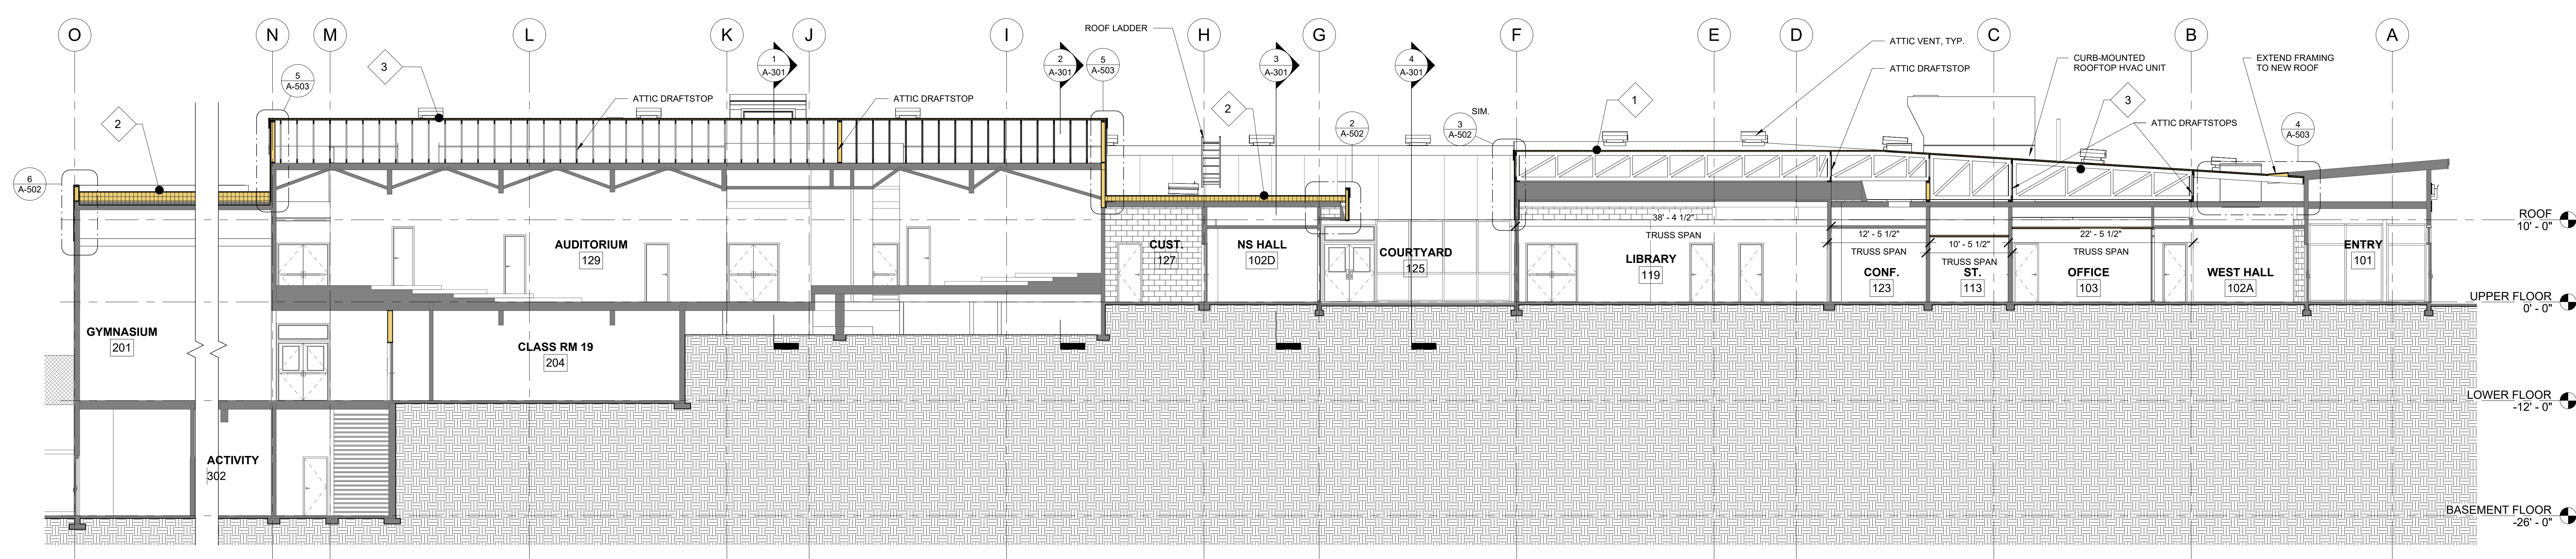 O
N
M
L
K
J
I
H
G
F
E
D
C
B
A
ROOF LADDER
ATTIC VENT, TYP.
ATTIC DRAFTSTOP
CURB-MOUNTED
ROOFTOP HVAC UNIT
EXTEND FRAMING
TO NEW ROOF
5
A-503
3
1
A-301
2
A-301
5
A-503
3
A-301
4
A-301
2
ATTIC DRAFTSTOP
ATTIC DRAFTSTOP
2
SIM.
3
A-502
2
A-502
1
3
ATTIC DRAFTSTOPS
4
A-503
6
A-502
38' - 4 1/2"
TRUSS SPAN
12' - 5 1/2"
TRUSS SPAN
10' - 5 1/2"
TRUSS SPAN
22' - 5 1/2"
TRUSS SPAN
ROOF
10' - 0"
AUDITORIUM
129
CUST.
127
NS HALL
102D
COURTYARD
125
LIBRARY
119
CONF.
123
ST.
113
OFFICE
103
WEST HALL
102A
ENTRY
101
UPPER FLOOR
0' - 0"
GYMNASIUM
201
CLASS RM 19
204
LOWER FLOOR
-12' - 0"
ACTIVITY
302
BASEMENT FLOOR
-26' - 0"